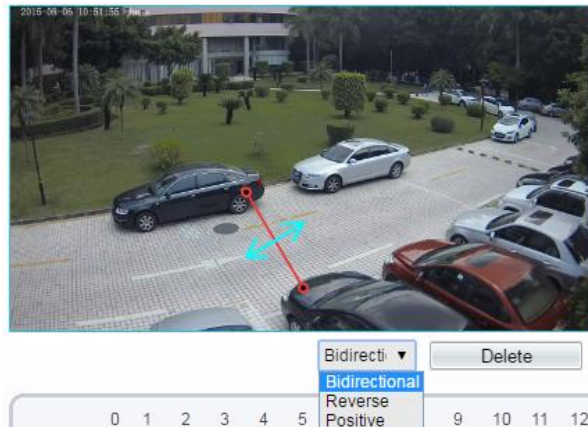 2015-06-06 10:51:55
Bidirecti
Delete
Bidirectional
Reverse
Positive
0 1 2 3 4 5 9 10 11 12